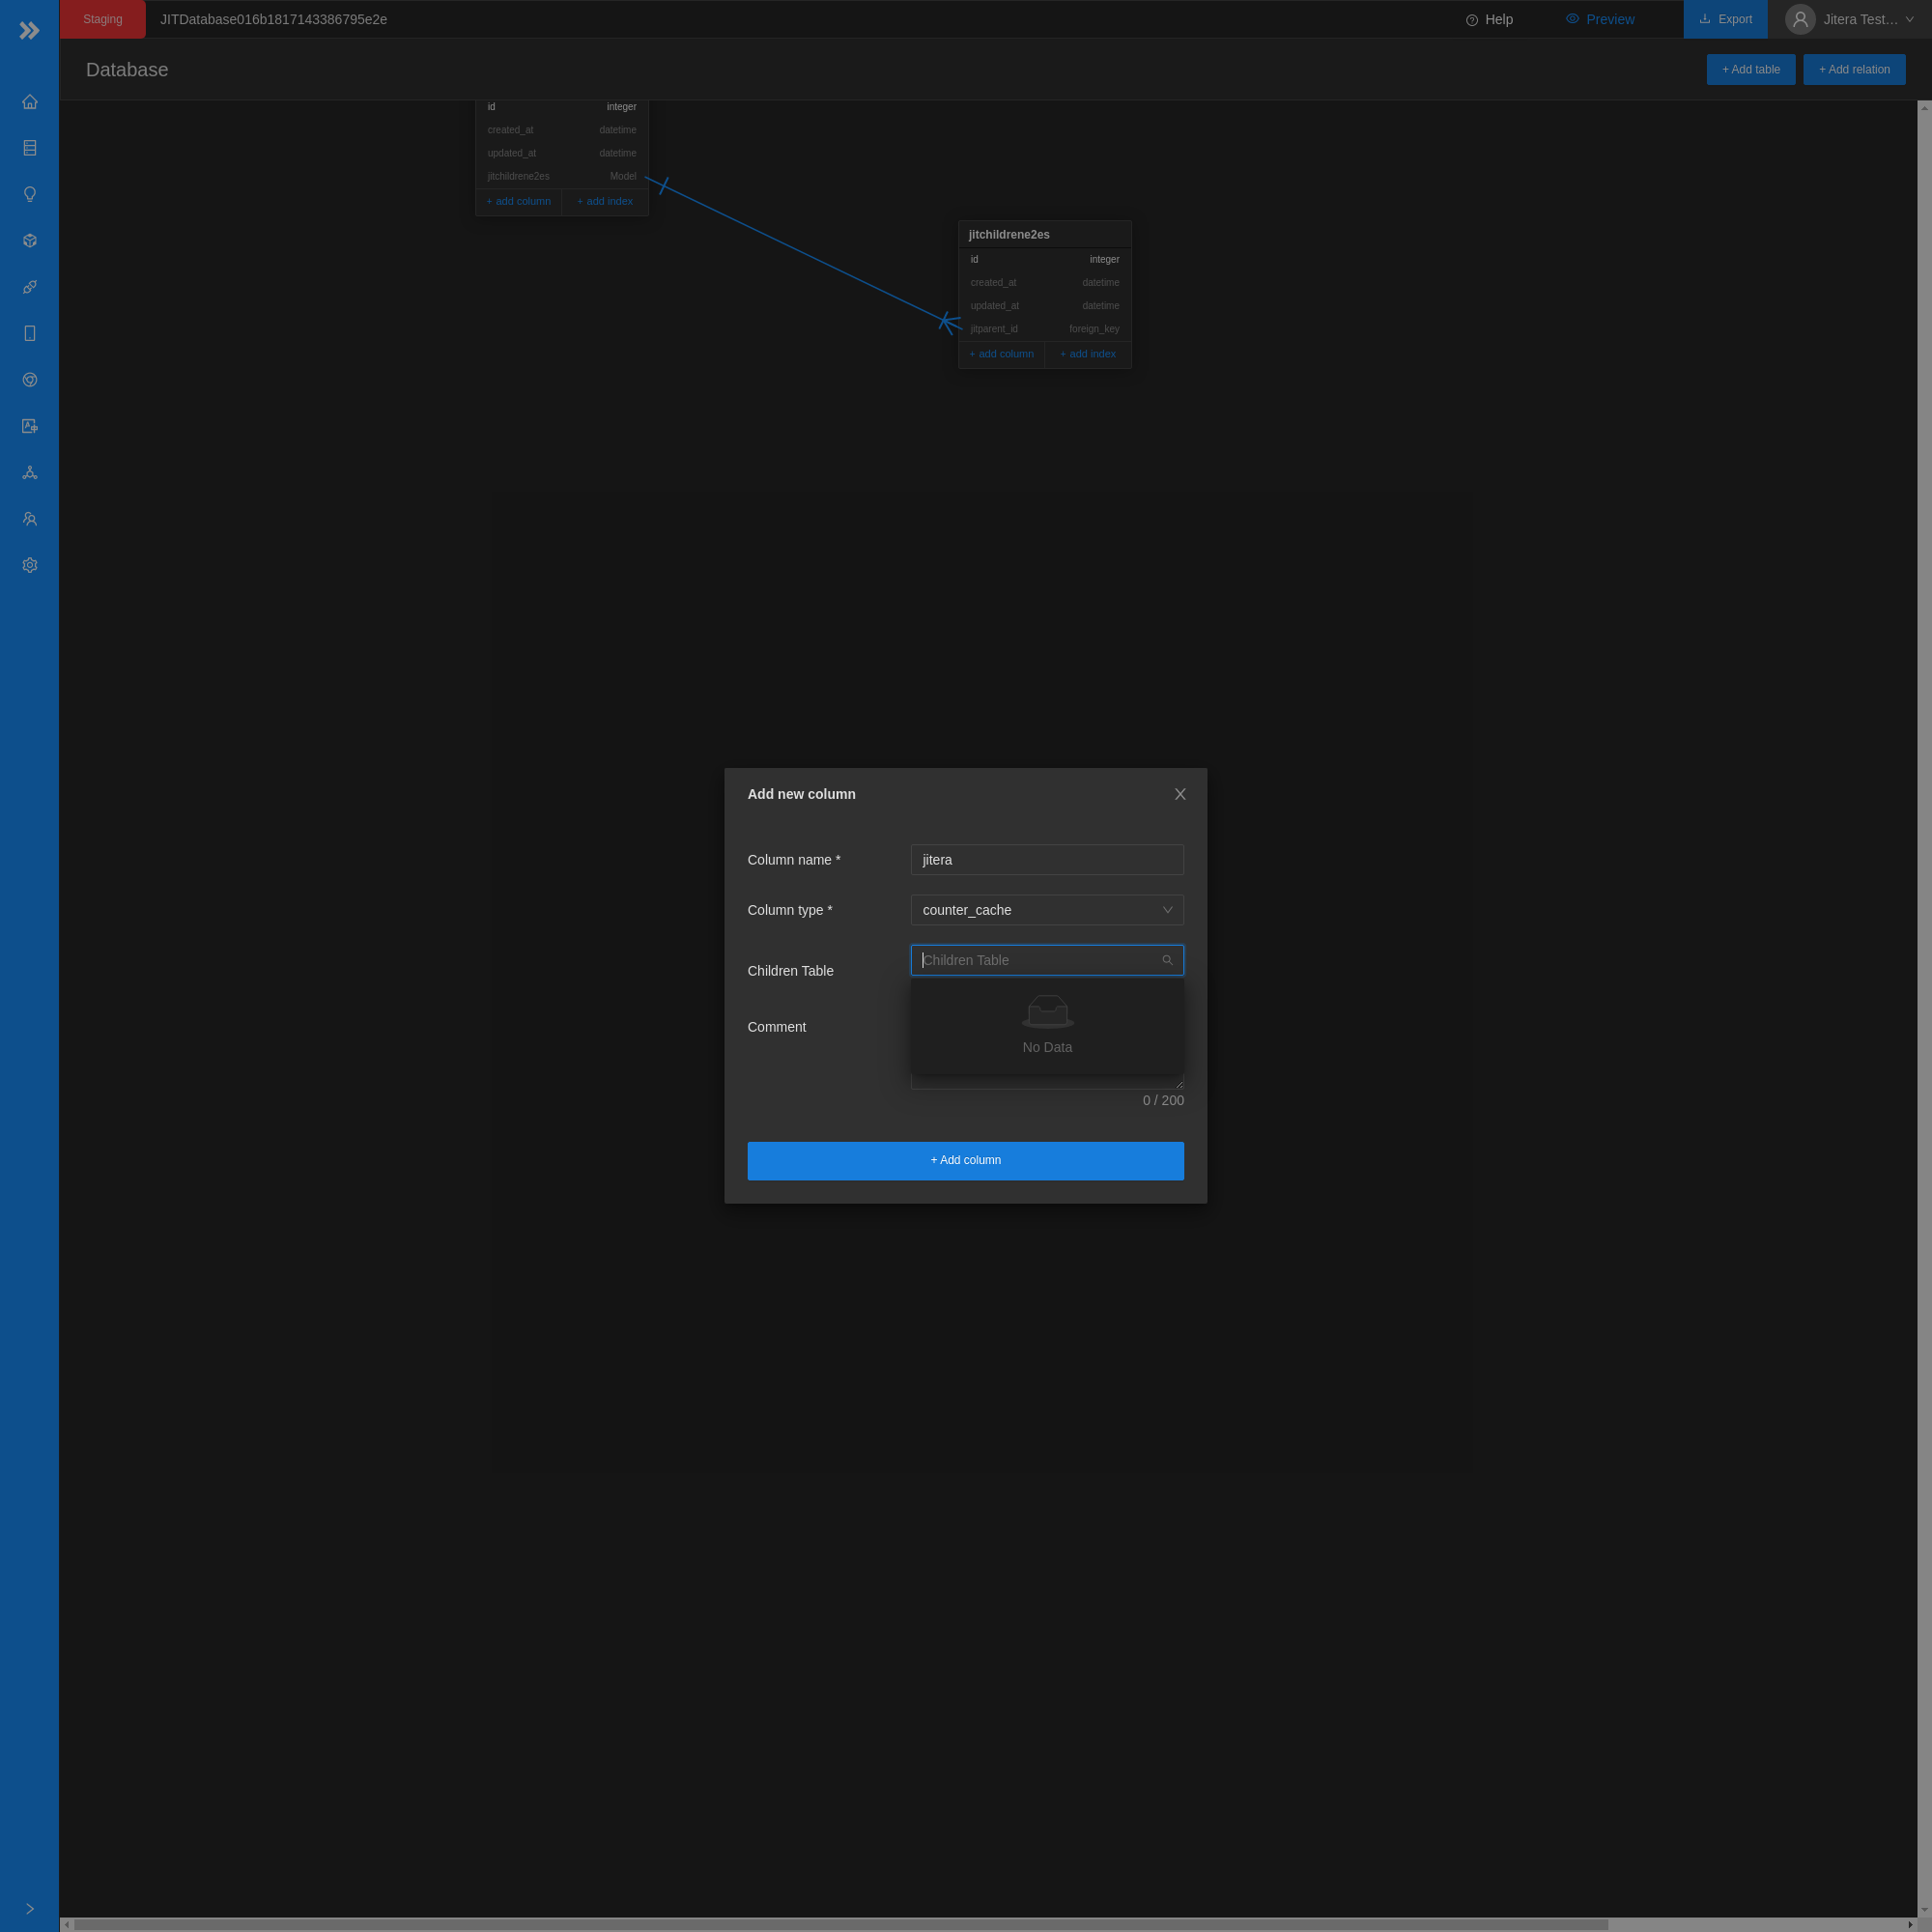 Staging
JITDatabase016b1817143386795e2e
Help
Preview
Export
Jitera Test…
Database
+ Add table
+ Add relation
id integer
created_at datetime
updated_at datetime
jitchildrene2es Model
+ add column + add index
jitchildrene2es
id integer
created_at datetime
updated_at datetime
jitparent_id foreign_key
+ add column + add index
Add new column
Column name * jitera
Column type * counter_cache
Children Table Children Table
Comment
No Data
0 / 200
+ Add column